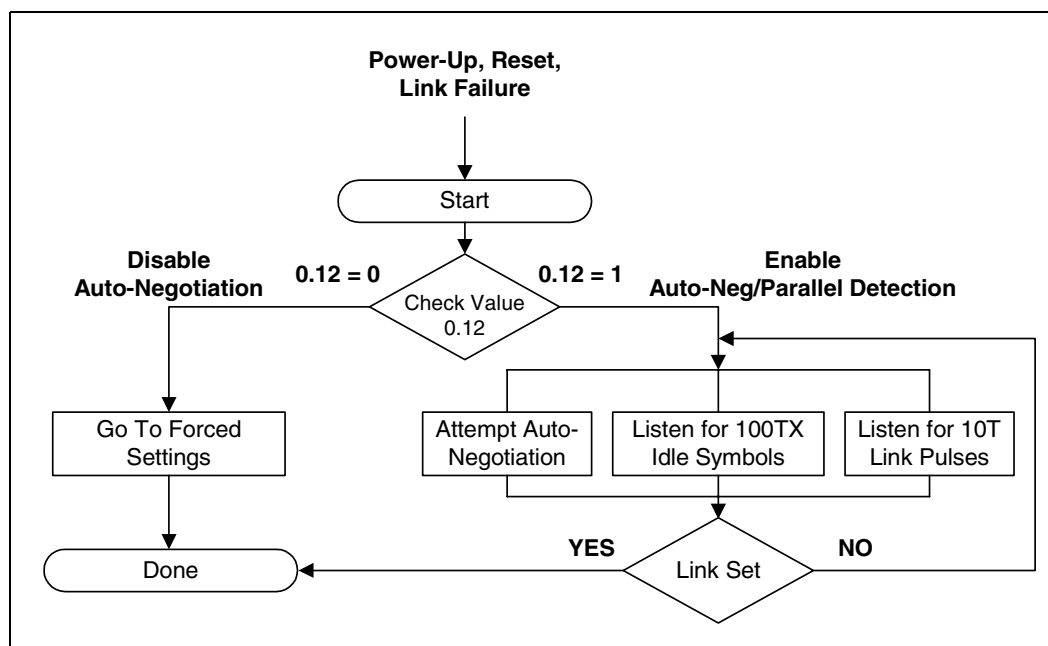 Power-Up, Reset,
Link Failure
Start
Disable
Auto-Negotiation
0.12 = 0
0.12 = 1
Enable
Auto-Neg/Parallel Detection
Check Value
0.12
Go To Forced
Settings
Attempt Auto-
Negotiation
Listen for 100TX
Idle Symbols
Listen for 10T
Link Pulses
Done
YES
Link Set
NO